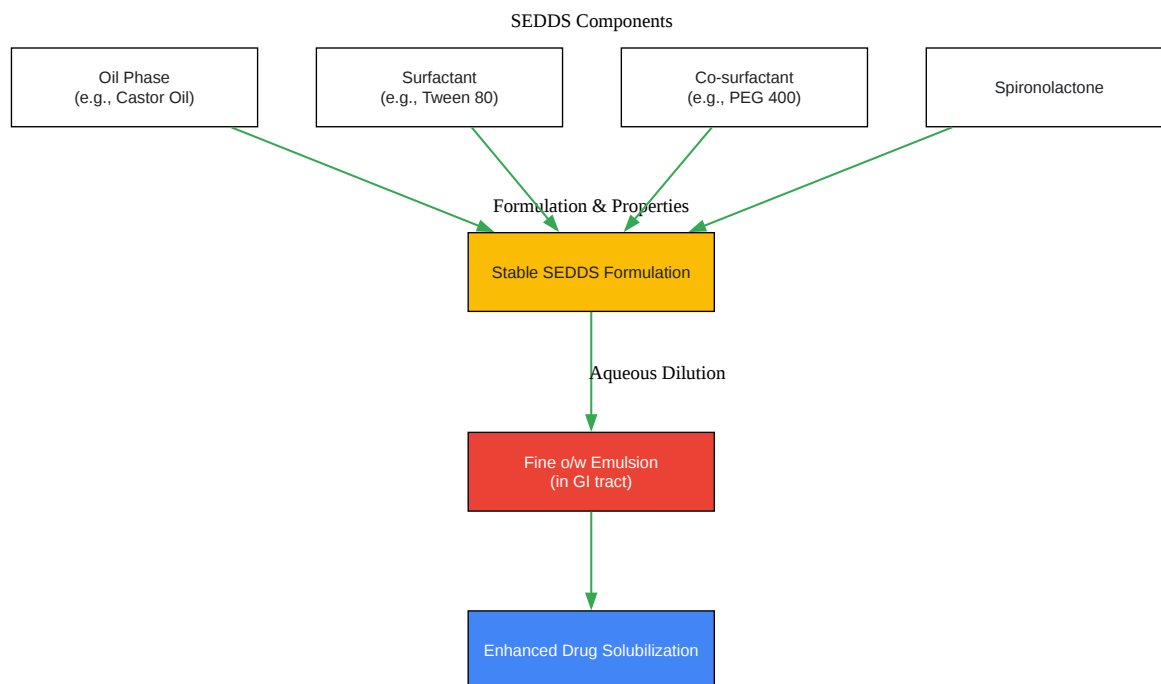 SEDDS Components
Oil Phase
(e.g., Castor Oil)
Surfactant
(e.g., Tween 80)
Co-surfactant
(e.g., PEG 400)
Spironolactone
Formulation & Properties
Stable SEDDS Formulation
Aqueous Dilution
Fine o/w Emulsion
(in GI tract)
Enhanced Drug Solubilization